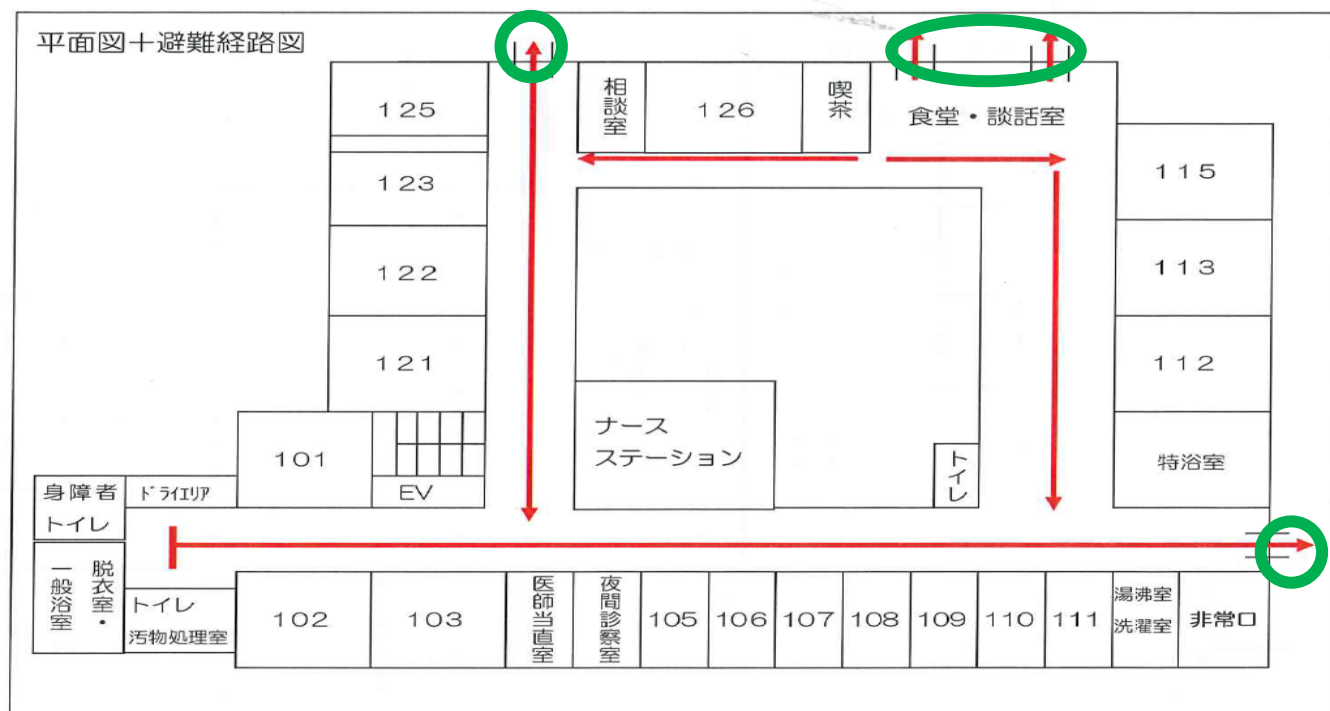 平面図＋避難経路図
125
相談室
126
喫茶
食堂・談話室
123
115
122
113
121
112
101
ナース
ステーション
トイレ
特浴室
身障者
トイレ
ドライエリア
EV
脱衣室・
一般浴室
トイレ
汚物処理室
102
103
医師当直室
夜間診察室
105
106
107
108
109
110
111
湯沸室
洗濯室
非常口